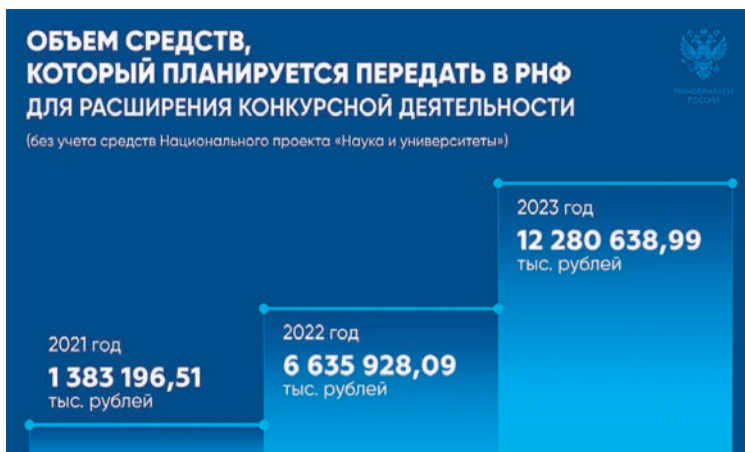 ОБЪЕМ СРЕДСТВ,
КОТОРЫЙ ПЛАНИРУЕТСЯ ПЕРЕДАТЬ В РНФ
ДЛЯ РАСШИРЕНИЯ КОНКУРСНОЙ ДЕЯТЕЛЬНОСТИ
(без учета средств Национального проекта «Наука и университеты»)
МИНОБРНАУКИ
РОССИИ
2021 год
1 383 196,51
тыс. рублей
2022 год
6 635 928,09
тыс. рублей
2023 год
12 280 638,99
тыс. рублей